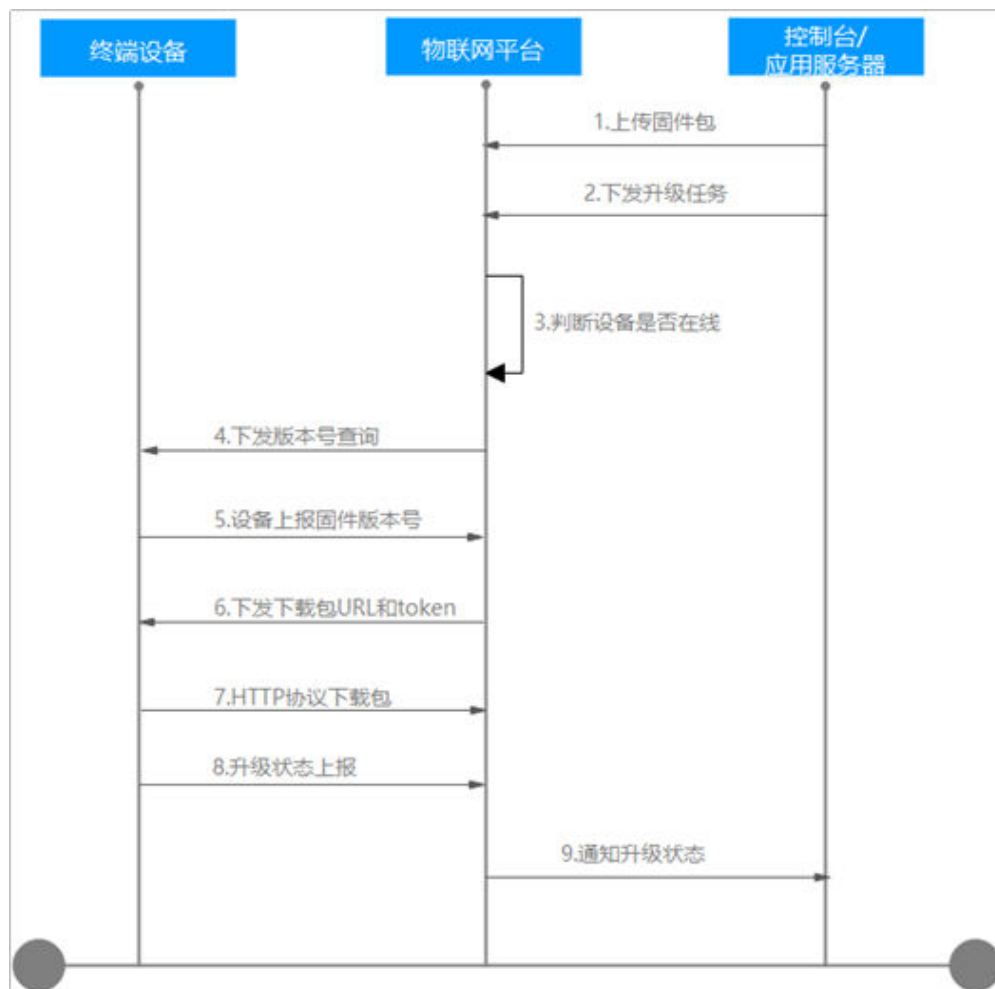 终端设备
物联网平台
控制台/
应用服务器
1.上传固件包
2.下发升级任务
3.判断设备是否在线
4.下发版本号查询
5.设备上报固件版本号
6.下发下载包URL和token
7.HTTP协议下载包
8.升级状态上报
9.通知升级状态